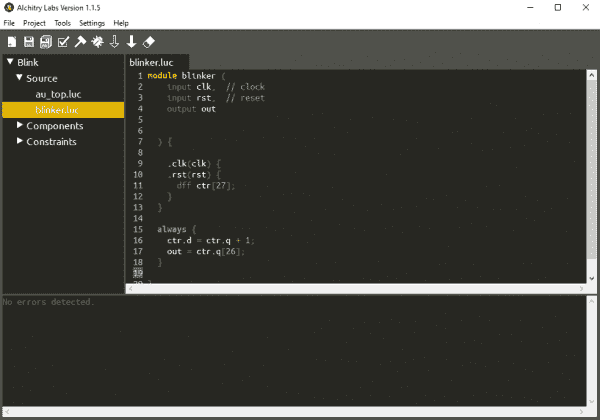 Alchitry Labs Version 1.1.5
File Project Tools Settings Help
Blink
Source
au_top.luc
blinker.luc
Components
Constraints
blinker.luc
1 module blinker (
2 input clk, // clock
3 input rst, // reset
4 output out
5
6
7 ) {
8
9 .clk(clk) {
10 .rst(rst) {
11 dff ctr[27];
12 }
13 }
14
15 always {
16 ctr.d = ctr.q + 1;
17 out = ctr.q[26];
18 }
19
20 }
No errors detected.